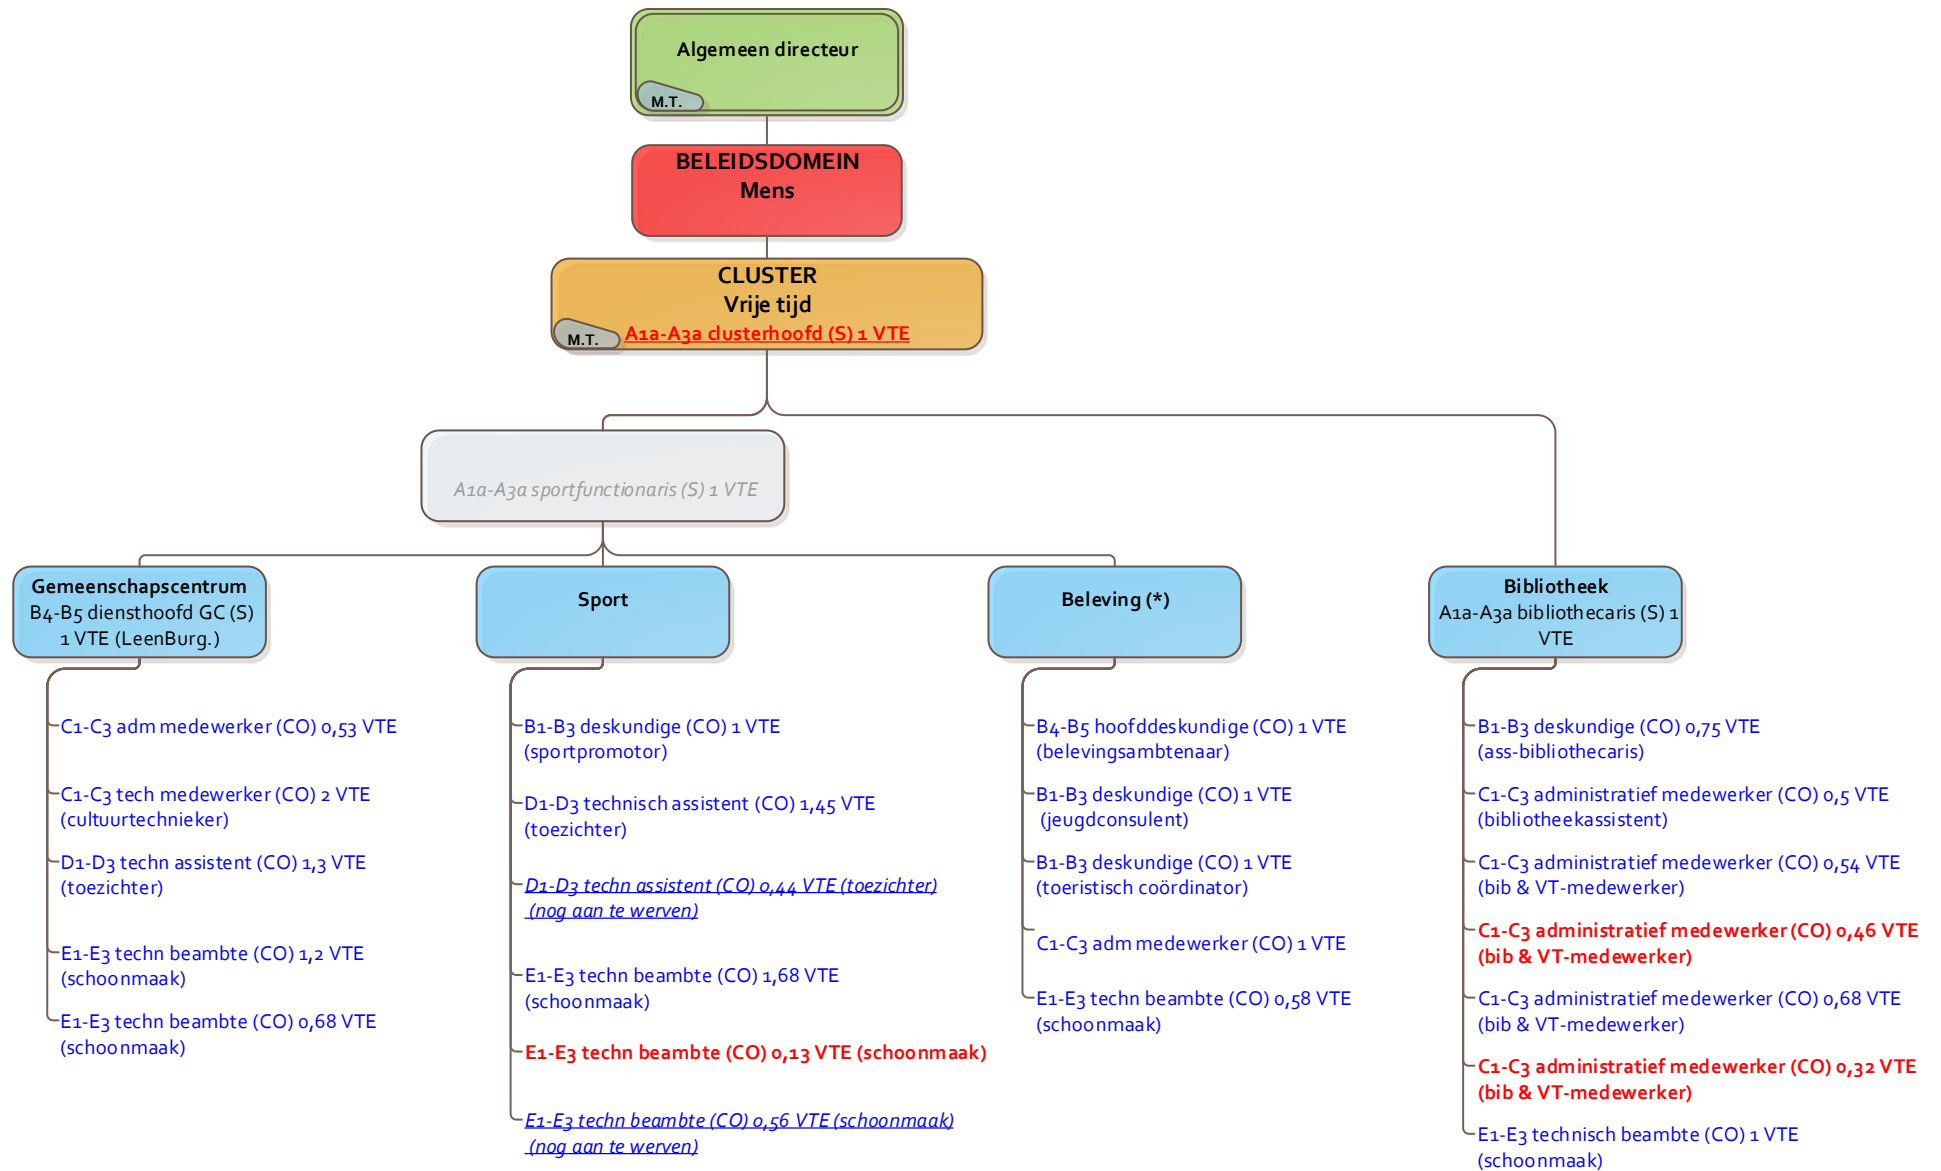 Algemeen directeur
M.T.
BELEIDSDOMEIN
Mens
CLUSTER
Vrije tijd
A1a-A3a clusterhoofd (S) 1 VTE
M.T.
A1a-A3a sportfunctionaris (S) 1 VTE
Gemeenschapscentrum
B4-B5 diensthoofd GC (S)
1 VTE (LeenBurg.)
C1-C3 adm medewerker (CO) 0,53 VTE
C1-C3 tech medewerker (CO) 2 VTE
(cultuurtechnieker)
D1-D3 techn assistent (CO) 1,3 VTE
(toezichter)
E1-E3 techn beambte (CO) 1,2 VTE
(schoonmaak)
E1-E3 techn beambte (CO) 0,68 VTE
(schoonmaak)
Sport
B1-B3 deskundige (CO) 1 VTE
(sportpromotor)
D1-D3 technisch assistent (CO) 1,45 VTE
(toezichter)
D1-D3 techn assistent (CO) 0,44 VTE (toezichter)
(nog aan te werven)
E1-E3 techn beambte (CO) 1,68 VTE
(schoonmaak)
E1-E3 techn beambte (CO) 0,13 VTE (schoonmaak)
E1-E3 techn beambte (CO) 0,56 VTE (schoonmaak)
(nog aan te werven)
Beleving (*)
B4-B5 hoofddeskundige (CO) 1 VTE
(belevingsambtenaar)
B1-B3 deskundige (CO) 1 VTE
(jeugdconsulent)
B1-B3 deskundige (CO) 1 VTE
(toeristisch coördinator)
C1-C3 adm medewerker (CO) 1 VTE
E1-E3 techn beambte (CO) 0,58 VTE
(schoonmaak)
Bibliotheek
A1a-A3a bibliothecaris (S) 1
VTE
B1-B3 deskundige (CO) 0,75 VTE
(ass-bibliothecaris)
C1-C3 administratief medewerker (CO) 0,5 VTE
(bibliotheekassistent)
C1-C3 administratief medewerker (CO) 0,54 VTE
(bib & VT-medewerker)
C1-C3 administratief medewerker (CO) 0,46 VTE
(bib & VT-medewerker)
C1-C3 administratief medewerker (CO) 0,68 VTE
(bib & VT-medewerker)
C1-C3 administratief medewerker (CO) 0,32 VTE
(bib & VT-medewerker)
E1-E3 technisch beambte (CO) 1 VTE
(schoonmaak)